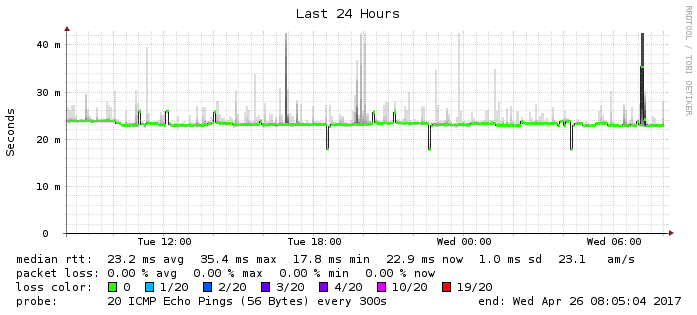 Last 24 Hours
RRDTOOL / TOBI OETIKER
Seconds
40 m
30 m
20 m
10 m
0
Tue 12:00 Tue 18:00 Wed 00:00 Wed 06:00
median rtt: 23.2 ms avg 35.4 ms max 17.8 ms min 22.9 ms now 1.0 ms sd 23.1 am/s
packet loss: 0.00 % avg 0.00 % max 0.00 % min 0.00 % now
loss color: 0 1/20 2/20 3/20 4/20 10/20 19/20
probe: 20 ICMP Echo Pings (56 Bytes) every 300s end: Wed Apr 26 08:05:04 2017